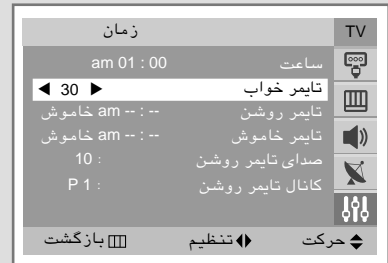 TV
زمان
ساعت am 01 : 00
تایمر خواب ◀ 30 ▶
تایمر روشن am -- : -- خاموش
تایمر خاموش am -- : -- خاموش
صدای تایمر روشن : 10
کانال تایمر روشن : P 1
حرکت تنظیم بازگشت